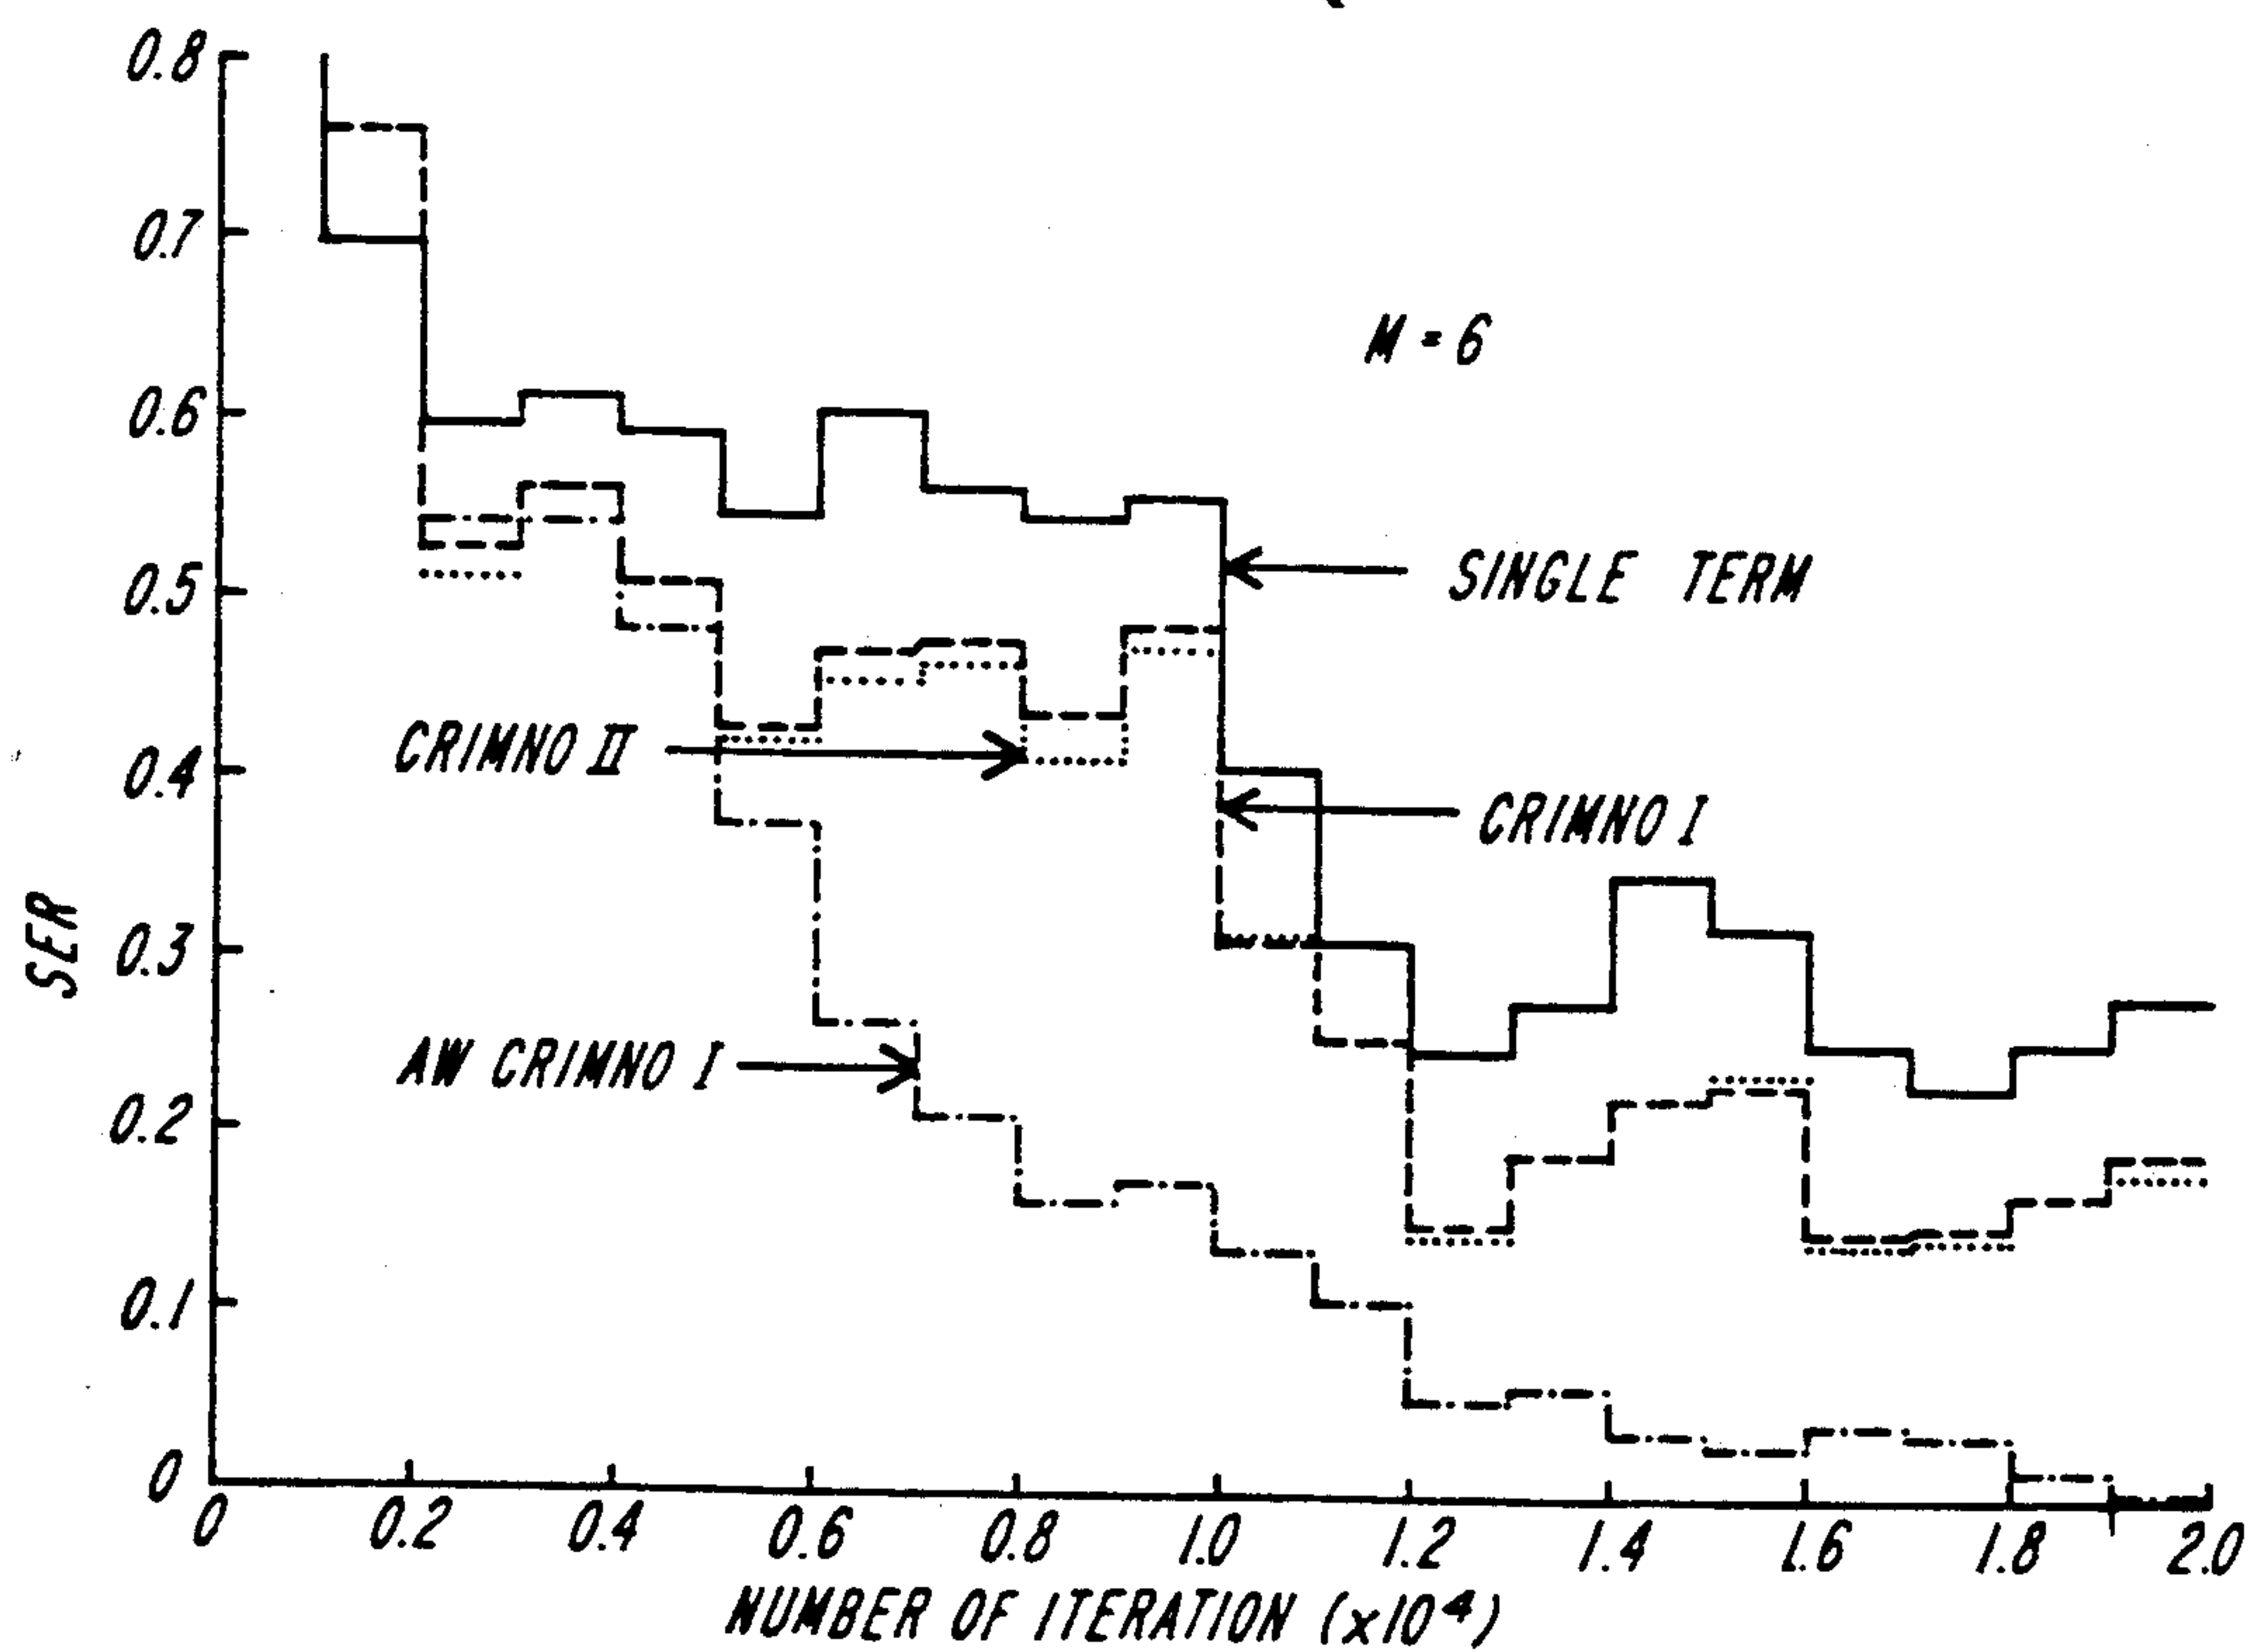 0.8
0.7
0.6
0.5
0.4
0.3
0.2
0.1
0
SER
M = 6
SINGLE TERM
CRIMNO II
CRIMNO I
AW CRIMNO I
0 0.2 0.4 0.6 0.8 1.0 1.2 1.4 1.6 1.8 2.0
NUMBER OF ITERATION (x10⁴)